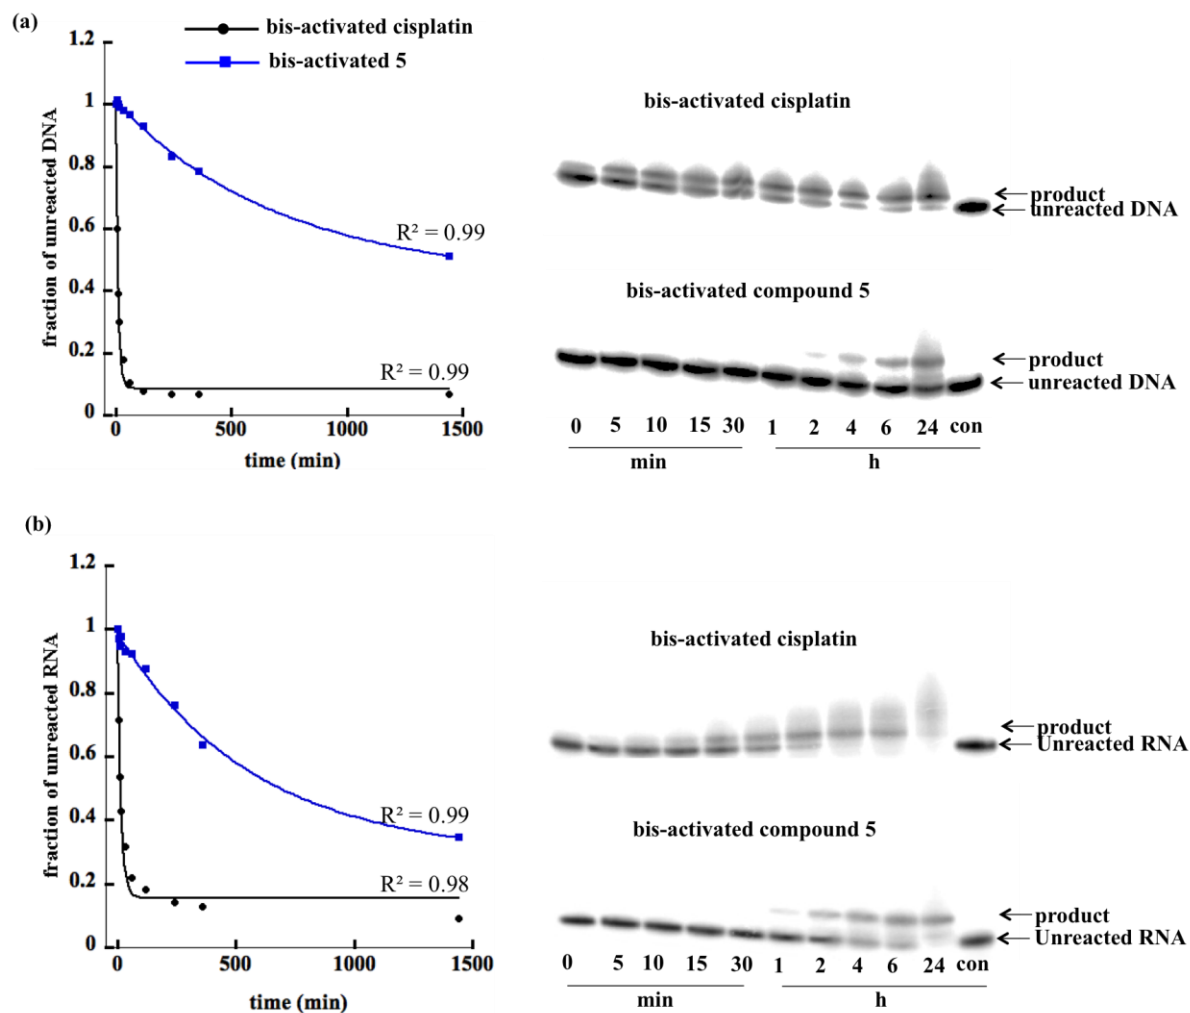 (a)
bis-activated cisplatin
bis-activated 5
1.2
1
0.8
0.6
0.4
0.2
0
fraction of unreacted DNA
R² = 0.99
R² = 0.99
0 500 1000 1500
time (min)
bis-activated cisplatin
product
unreacted DNA
bis-activated compound 5
product
unreacted DNA
0 5 10 15 30 1 2 4 6 24 con
min h
(b)
1.2
1
0.8
0.6
0.4
0.2
0
fraction of unreacted RNA
R² = 0.99
R² = 0.98
0 500 1000 1500
time (min)
bis-activated cisplatin
product
Unreacted RNA
bis-activated compound 5
product
Unreacted RNA
0 5 10 15 30 1 2 4 6 24 con
min h